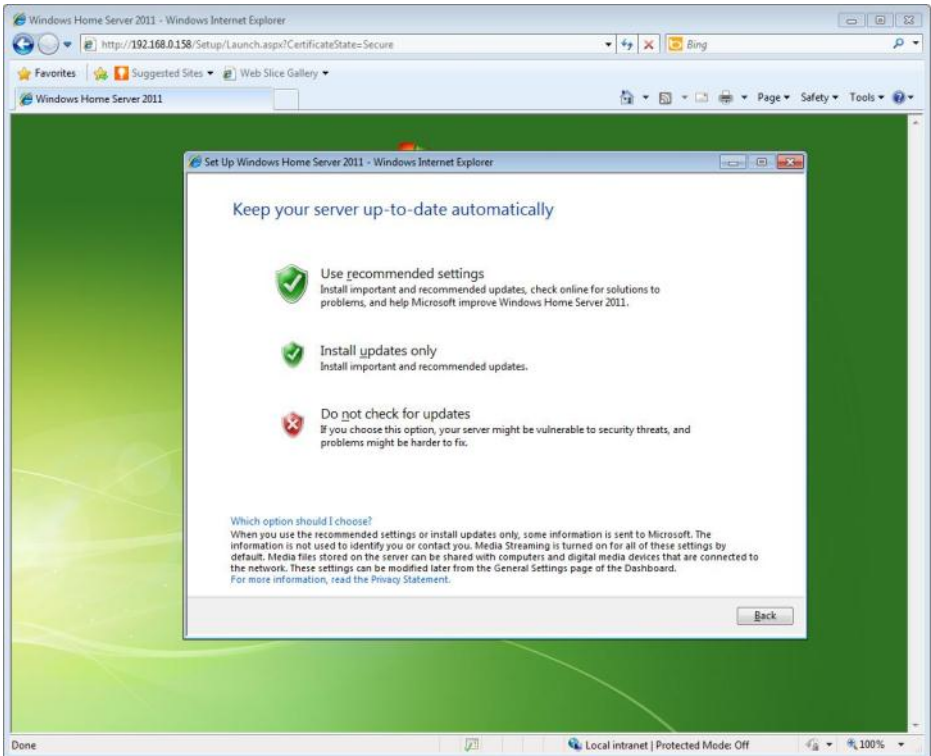 Windows Home Server 2011 - Windows Internet Explorer
http://192.168.0.158/Setup/Launch.aspx?CertificateState=Secure
Bing
Favorites Suggested Sites Web Slice Gallery
Windows Home Server 2011
Page Safety Tools
Set Up Windows Home Server 2011 - Windows Internet Explorer
Keep your server up-to-date automatically
Use recommended settings
Install important and recommended updates, check online for solutions to
problems, and help Microsoft improve Windows Home Server 2011.
Install updates only
Install important and recommended updates.
Do not check for updates
If you choose this option, your server might be vulnerable to security threats, and
problems might be harder to fix.
Which option should I choose?
When you use the recommended settings or install updates only, some information is sent to Microsoft. The
information is not used to identify you or contact you. Media Streaming is turned on for all of these settings by
default. Media files stored on the server can be shared with computers and digital media devices that are connected to
the network. These settings can be modified later from the General Settings page of the Dashboard.
For more information, read the Privacy Statement.
Back
Done
Local intranet | Protected Mode: Off
100%